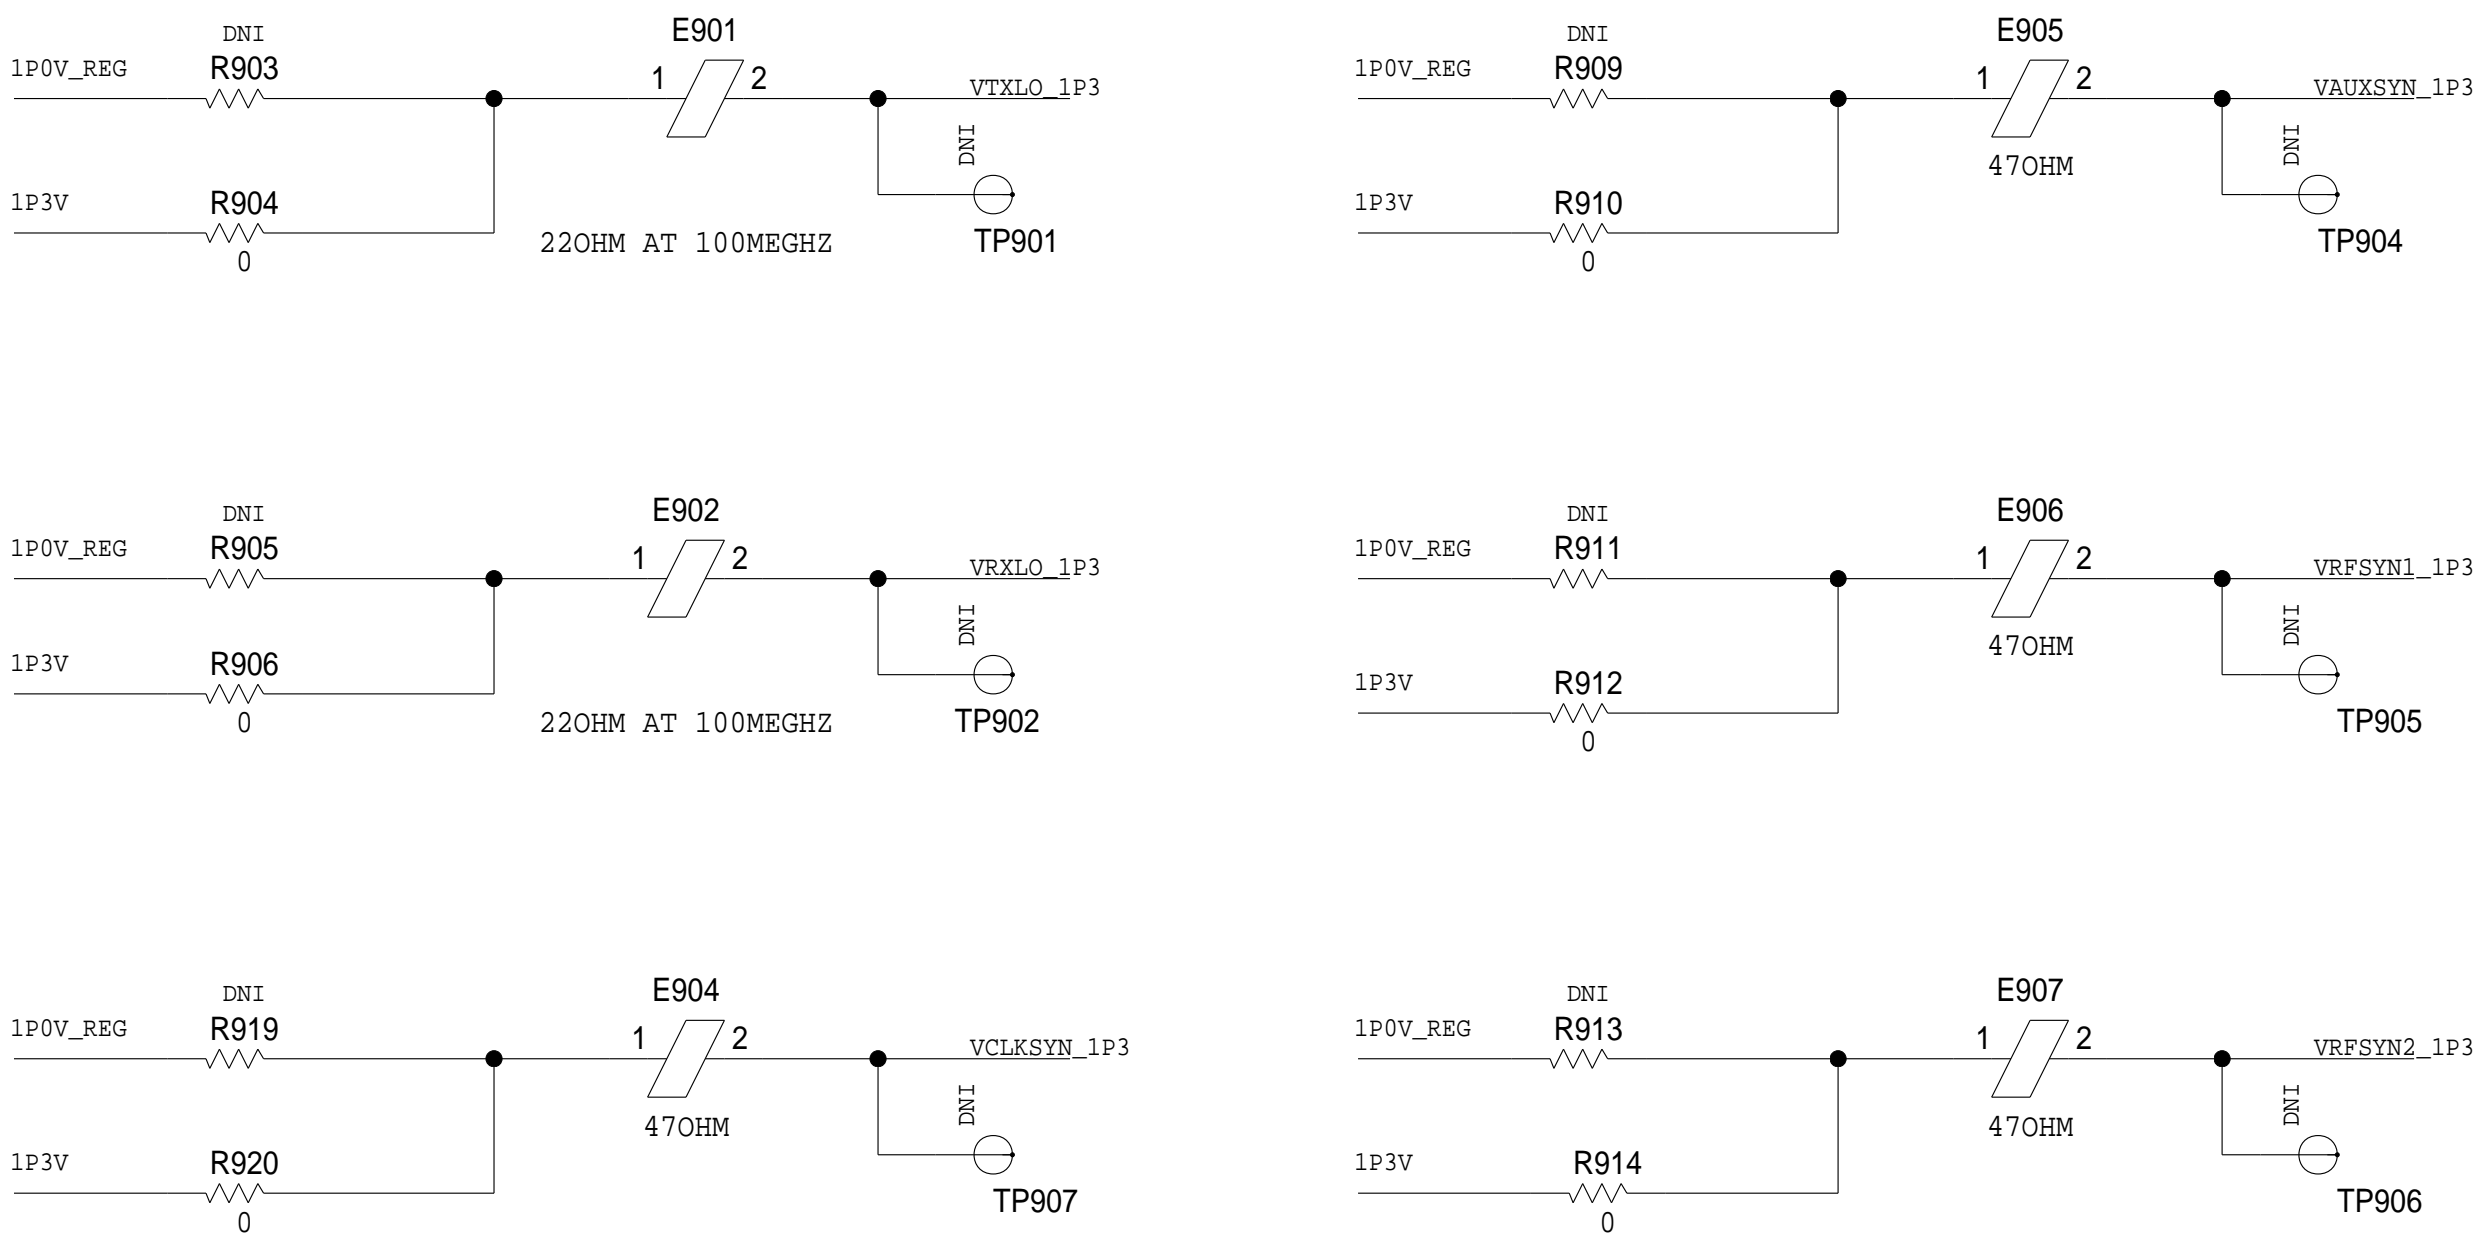 DNI
E901
1P0V_REG
R903
1
2
VTXLO_1P3
DNI
1P3V
R904
0
22OHM AT 100MEGHZ
TP901
DNI
E905
1P0V_REG
R909
1
2
VAUXSYN_1P3
47OHM
DNI
1P3V
R910
0
TP904
DNI
E902
1P0V_REG
R905
1
2
VRXLO_1P3
DNI
1P3V
R906
0
22OHM AT 100MEGHZ
TP902
DNI
E906
1P0V_REG
R911
1
2
VRFSYN1_1P3
47OHM
DNI
1P3V
R912
0
TP905
DNI
E904
1P0V_REG
R919
1
2
VCLKSYN_1P3
47OHM
DNI
1P3V
R920
0
TP907
DNI
E907
1P0V_REG
R913
1
2
VRFSYN2_1P3
47OHM
DNI
1P3V
R914
0
TP906